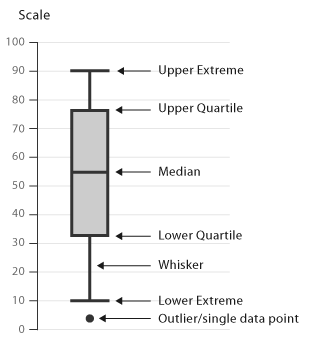 Scale
100
90
Upper Extreme
80
Upper Quartile
70
60
Median
50
40
Lower Quartile
30
Whisker
20
10
Lower Extreme
Outlier/single data point
0